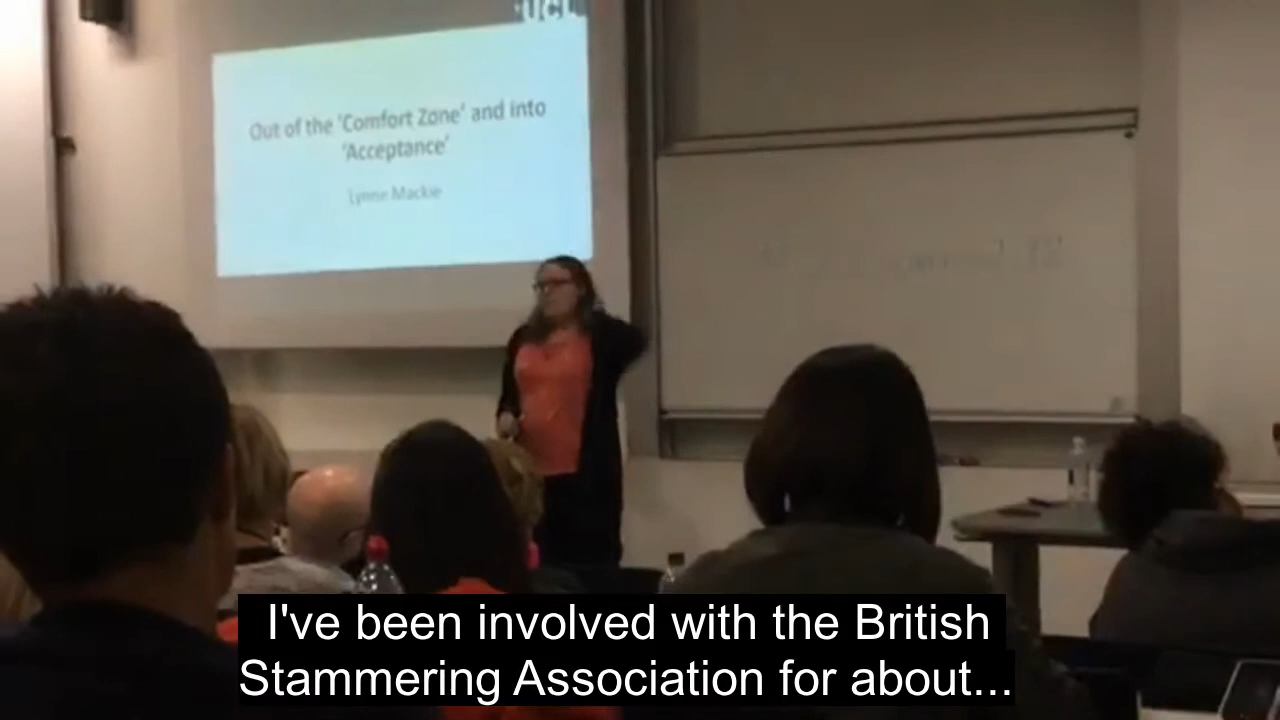 UCL
Out of the 'Comfort Zone' and into
'Acceptance'
Lynne Mackie
I've been involved with the British
Stammering Association for about...